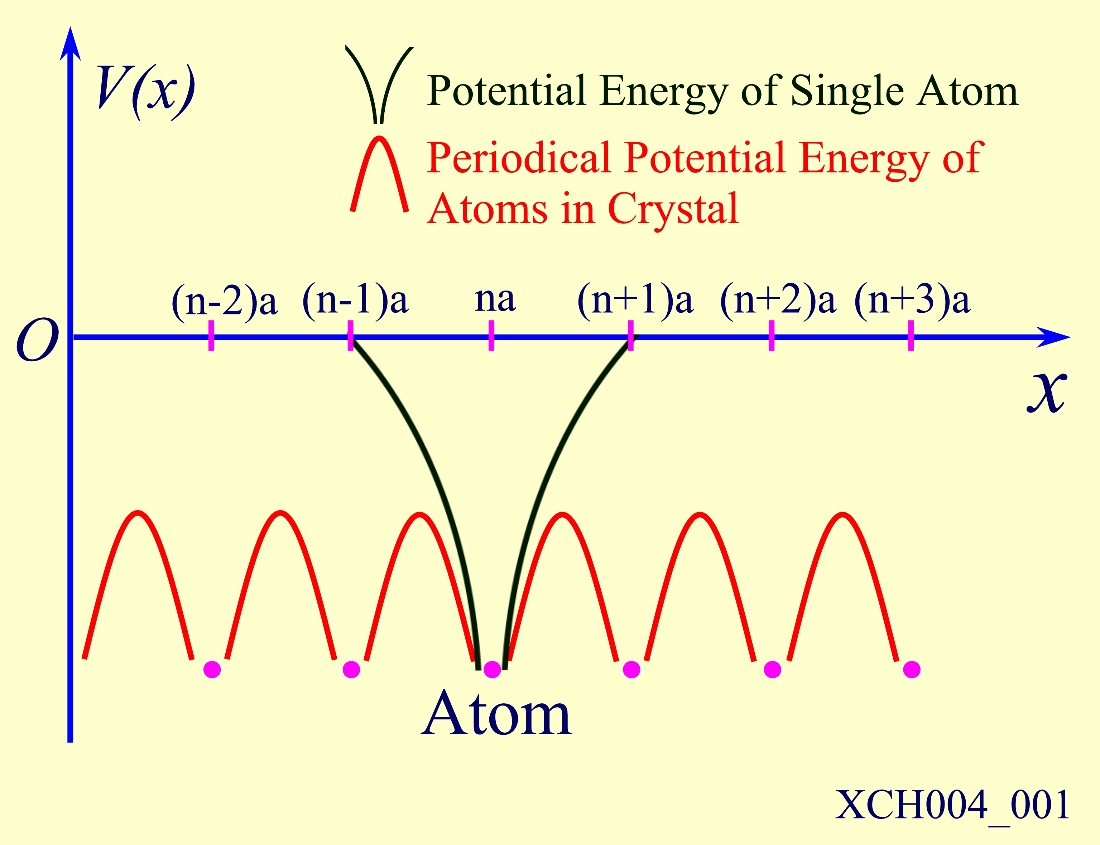 V(x)
Potential Energy of Single Atom
Periodical Potential Energy of
Atoms in Crystal
(n-2)a (n-1)a na (n+1)a (n+2)a (n+3)a
O
x
Atom
XCH004_001